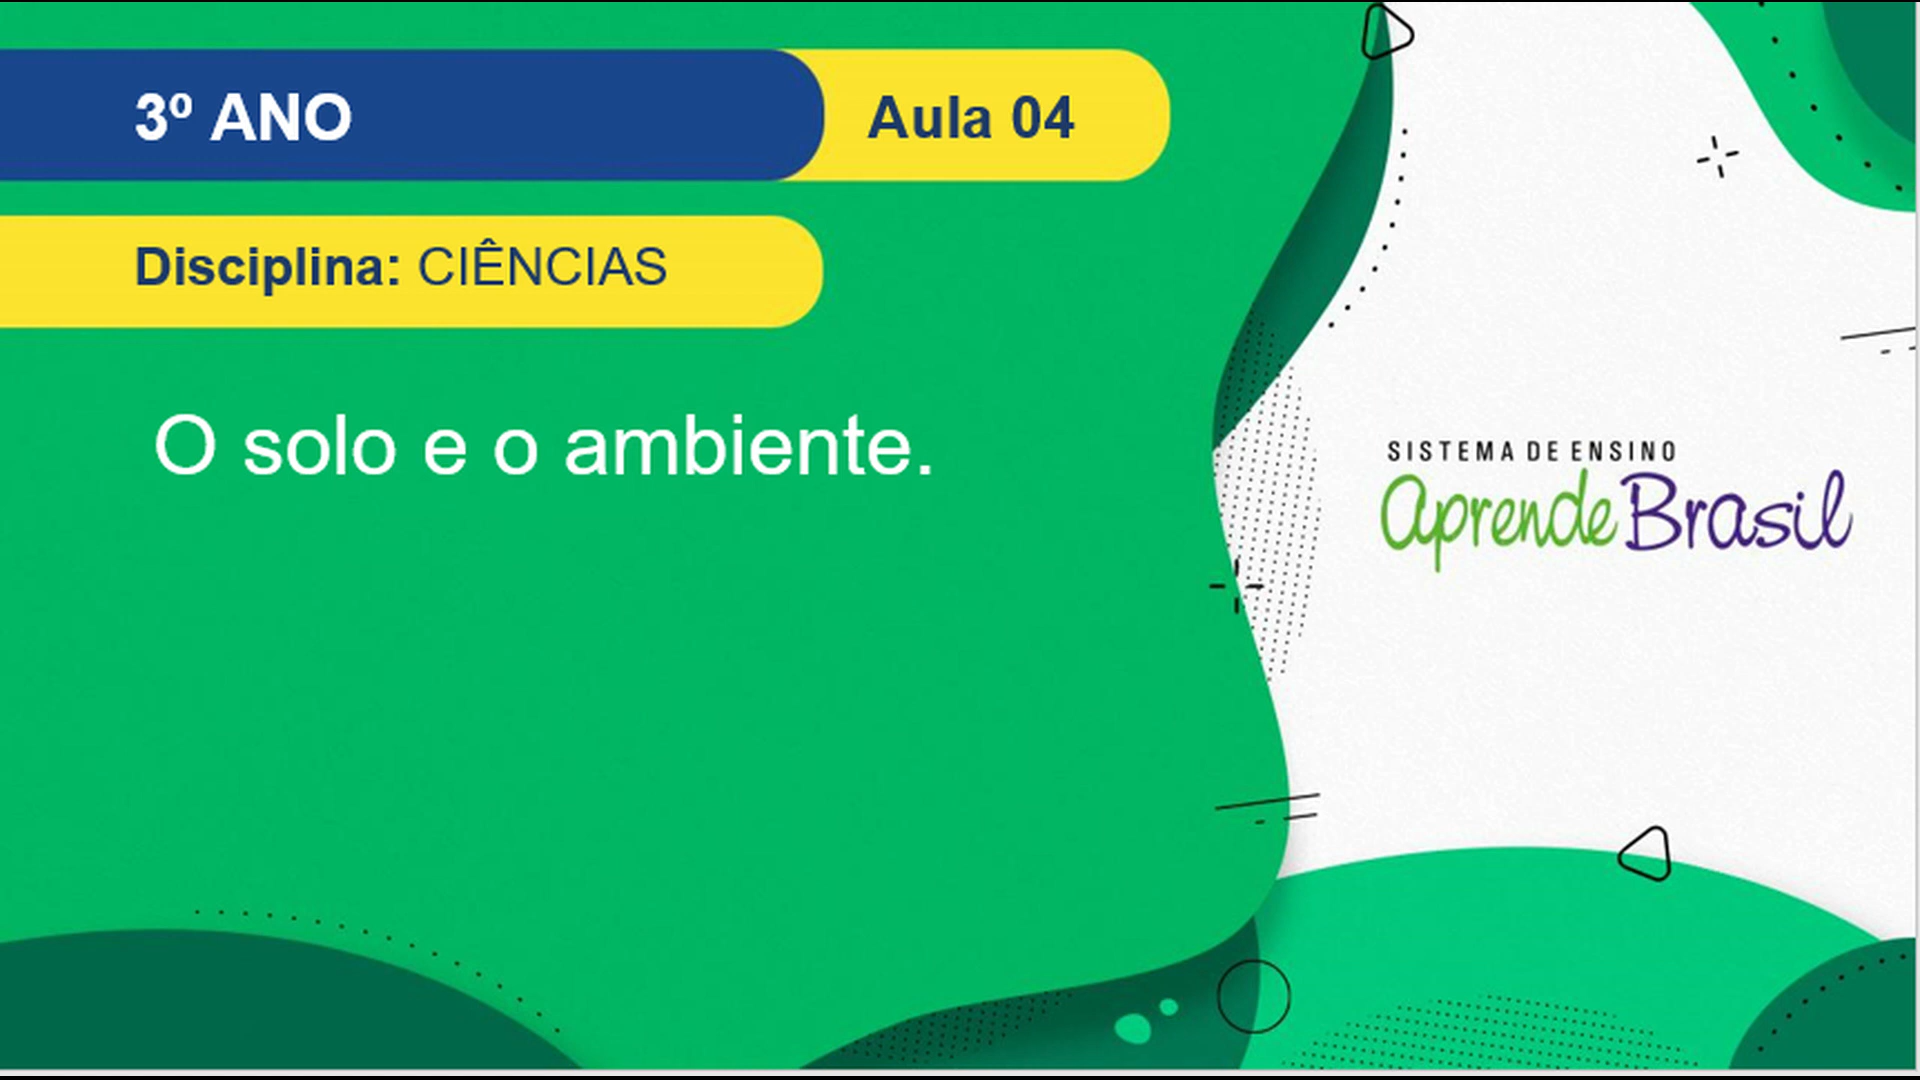 3º ANO
Aula 04
Disciplina: CIÊNCIAS
O solo e o ambiente.
SISTEMA DE ENSINO
aprende Brasil